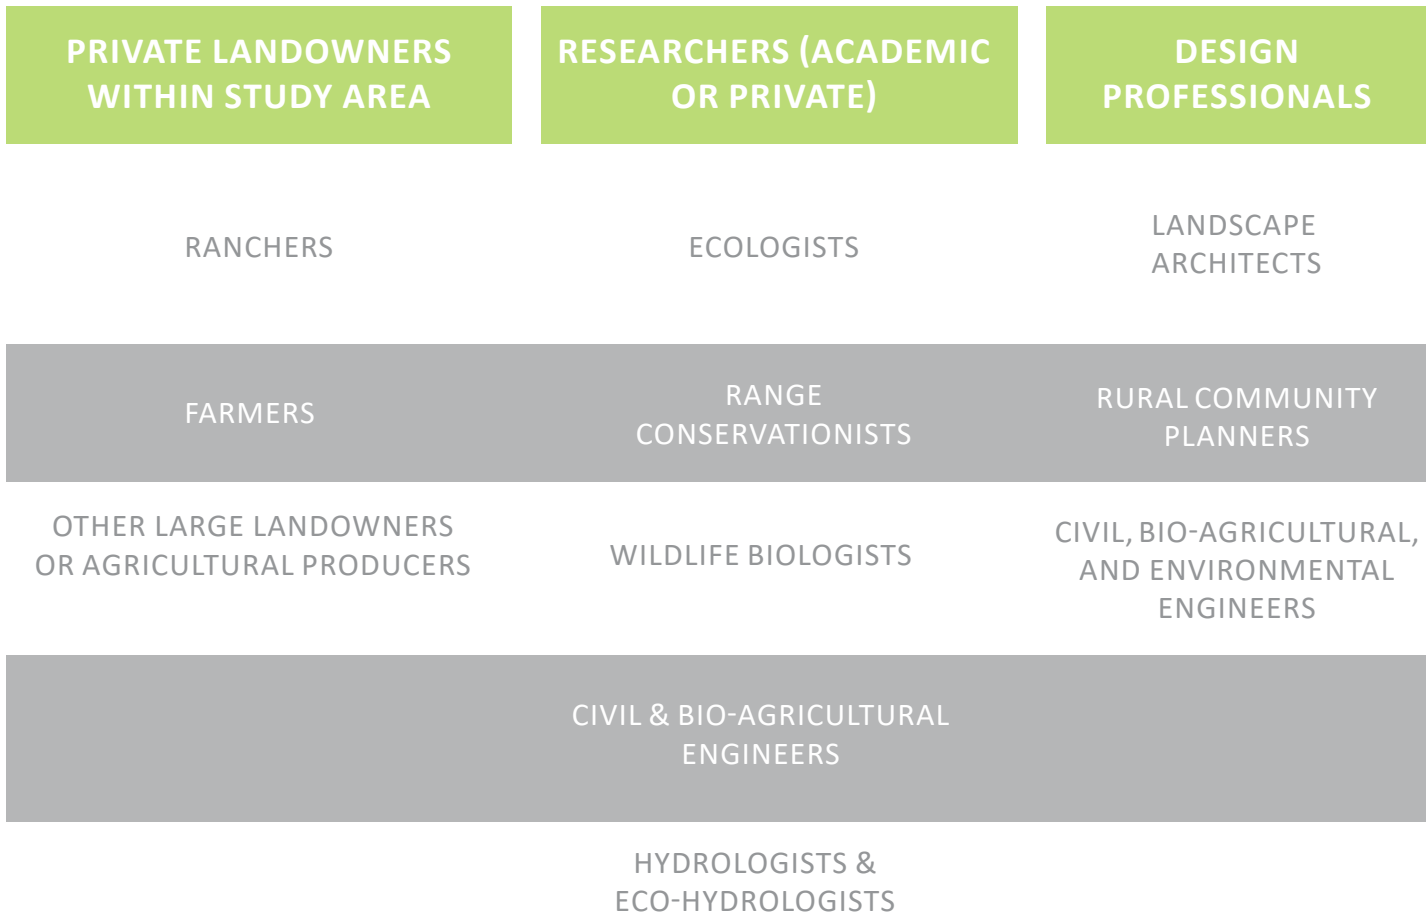 PRIVATE LANDOWNERS
WITHIN STUDY AREA
RESEARCHERS (ACADEMIC
OR PRIVATE)
DESIGN
PROFESSIONALS
RANCHERS
ECOLOGISTS
LANDSCAPE
ARCHITECTS
FARMERS
RANGE
CONSERVATIONISTS
RURAL COMMUNITY
PLANNERS
OTHER LARGE LANDOWNERS
OR AGRICULTURAL PRODUCERS
WILDLIFE BIOLOGISTS
CIVIL, BIO-AGRICULTURAL,
AND ENVIRONMENTAL
ENGINEERS
CIVIL & BIO-AGRICULTURAL
ENGINEERS
HYDROLOGISTS &
ECO-HYDROLOGISTS